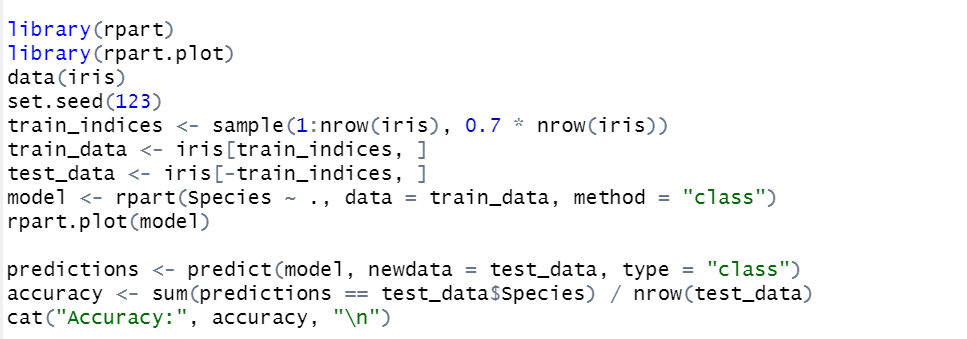 library(rpart)
library(rpart.plot)
data(iris)
set.seed(123)
train_indices <- sample(1:nrow(iris), 0.7 * nrow(iris))
train_data <- iris[train_indices, ]
test_data <- iris[-train_indices, ]
model <- rpart(Species ~ ., data = train_data, method = "class")
rpart.plot(model)

predictions <- predict(model, newdata = test_data, type = "class")
accuracy <- sum(predictions == test_data$Species) / nrow(test_data)
cat("Accuracy:", accuracy, "\n")